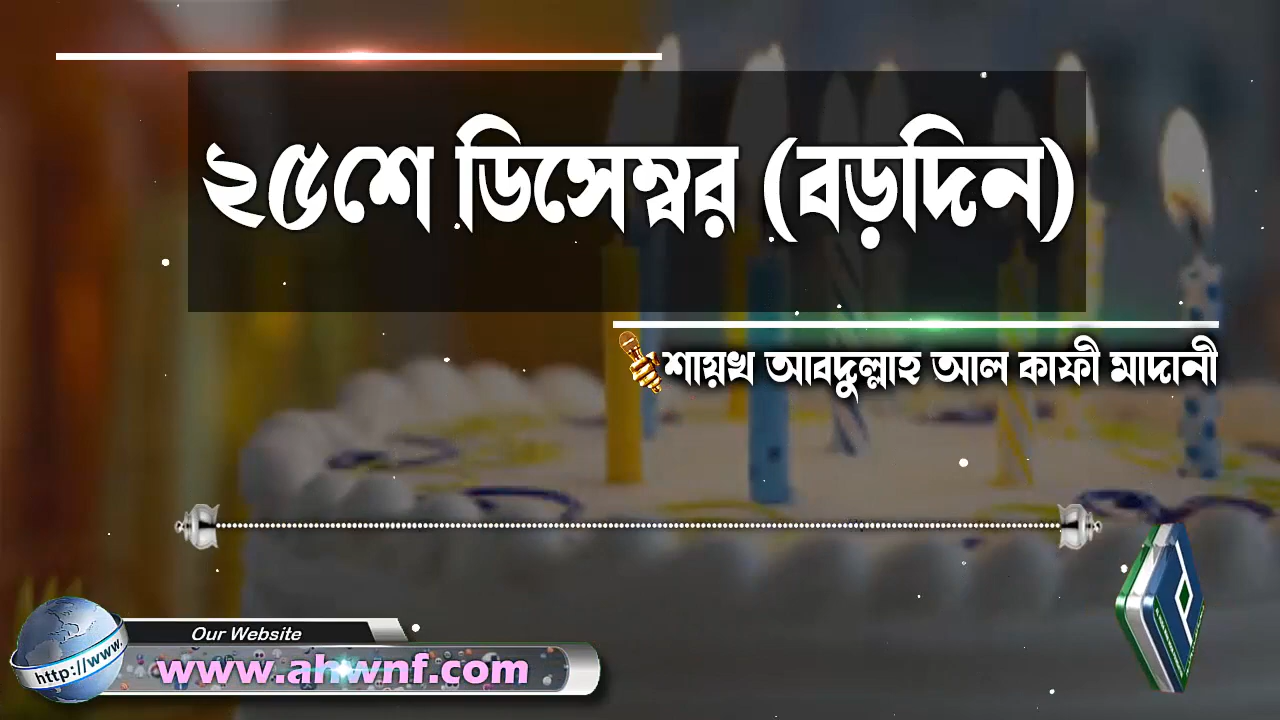 ২৫শে ডিসেম্বর (বড়দিন)
শায়খ আবদুল্লাহ আল কাফী মাদানী
Our Website
http://www.
www.ahwnf.com